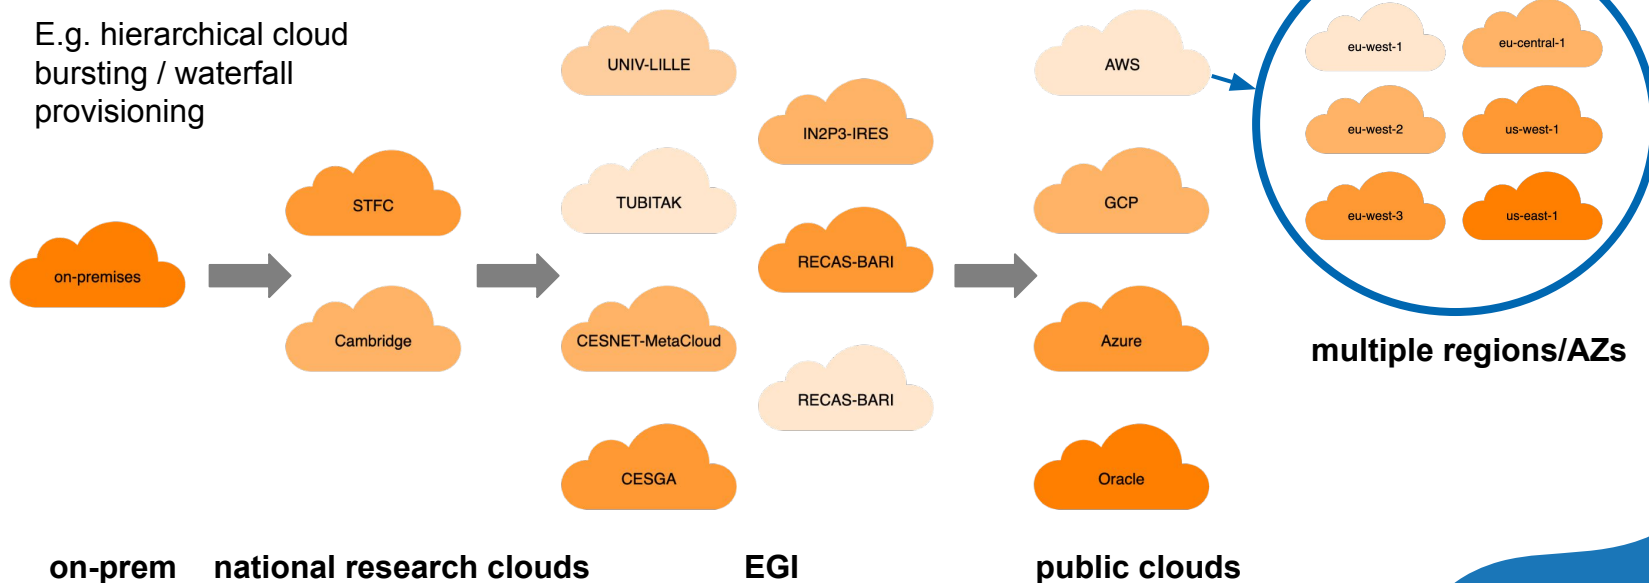 E.g. hierarchical cloud
bursting / waterfall
provisioning
on-premises
STFC
Cambridge
UNIV-LILLE
TUBITAK
CESNET-MetaCloud
CESGA
IN2P3-IRES
RECAS-BARI
RECAS-BARI
AWS
GCP
Azure
Oracle
eu-west-1
eu-central-1
eu-west-2
us-west-1
eu-west-3
us-east-1
multiple regions/AZs
on-prem
national research clouds
EGI
public clouds